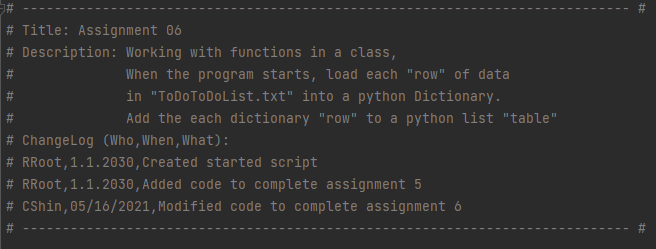 # --------------------------------------------------------------------------- #
# Title: Assignment 06
# Description: Working with functions in a class,
#              When the program starts, load each "row" of data
#              in "ToDoToDoList.txt" into a python Dictionary.
#              Add the each dictionary "row" to a python list "table"
# ChangeLog (Who,When,What):
# RRoot,1.1.2030,Created started script
# RRoot,1.1.2030,Added code to complete assignment 5
# CShin,05/16/2021,Modified code to complete assignment 6
# --------------------------------------------------------------------------- #